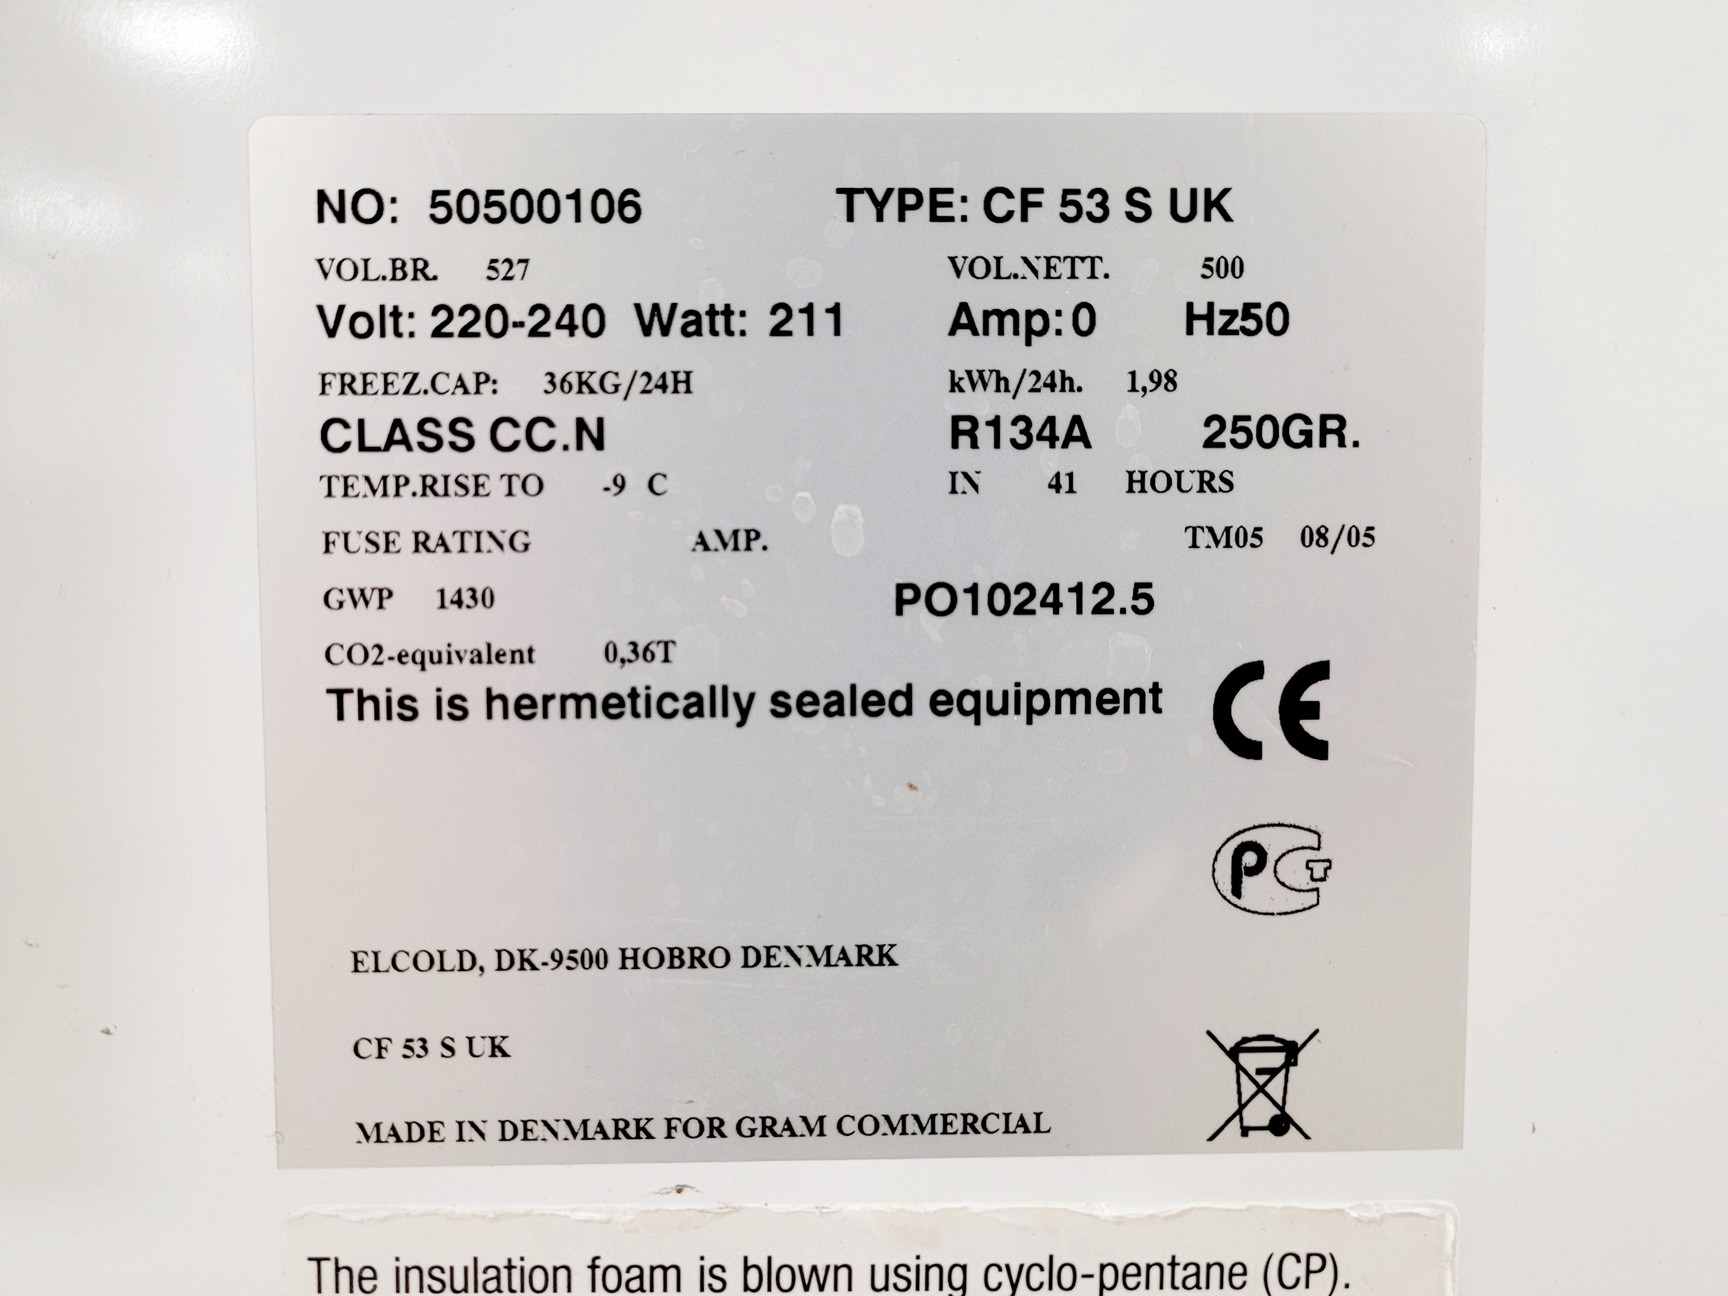 NO: 50500106 TYPE: CF 53 S UK
VOL.BR. 527 VOL.NETT. 500
Volt: 220-240 Watt: 211 Amp: 0 Hz50
FREEZ.CAP: 36KG/24H kWh/24h. 1,98
CLASS CC.N R134A 250GR.
TEMP.RISE TO -9 C IN 41 HOURS
FUSE RATING AMP. TM05 08/05
GWP 1430 PO102412.5
CO2-equivalent 0,36T
This is hermetically sealed equipment CE
PCT
ELCOLD, DK-9500 HOBRO DENMARK
CF 53 S UK
MADE IN DENMARK FOR GRAM COMMERCIAL
The insulation foam is blown using cyclo-pentane (CP).